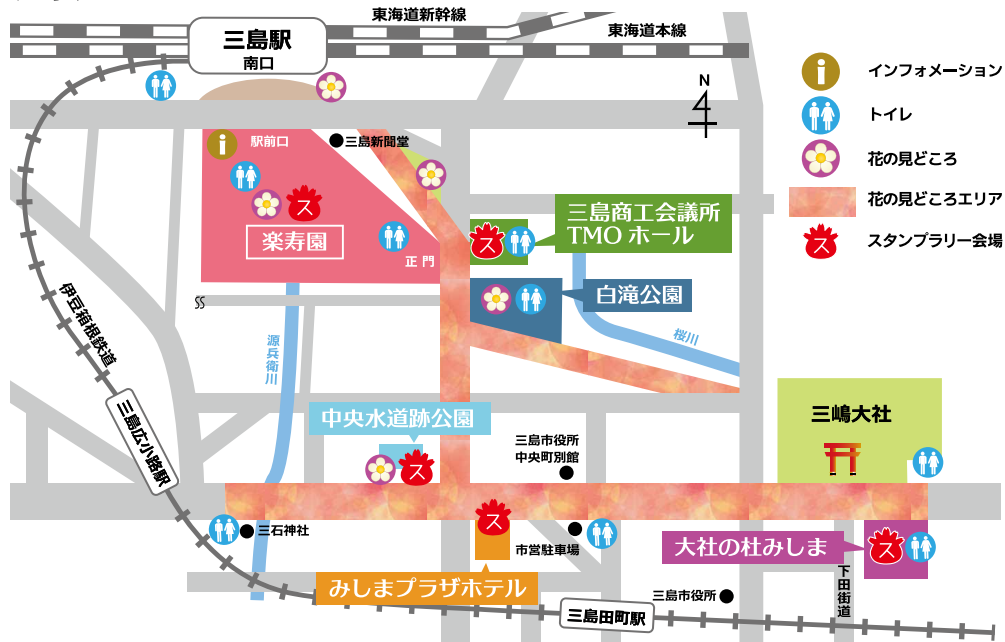 東海道新幹線
東海道本線
三島駅
南口
N
インフォメーション
トイレ
花の見どころ
花の見どころエリア
ス
スタンプラリー会場
駅前口
三島新聞堂
ス
楽寿園
正門
ス
三島商工会議所
TMOホール
白滝公園
桜川
源兵衛川
伊豆箱根鉄道
三島広小路駅
中央水道跡公園
ス
三島市役所
中央町別館
三嶋大社
三石神社
ス
市営駐車場
みしまプラザホテル
大社の杜みしま
ス
下田街道
三島市役所
三島田町駅